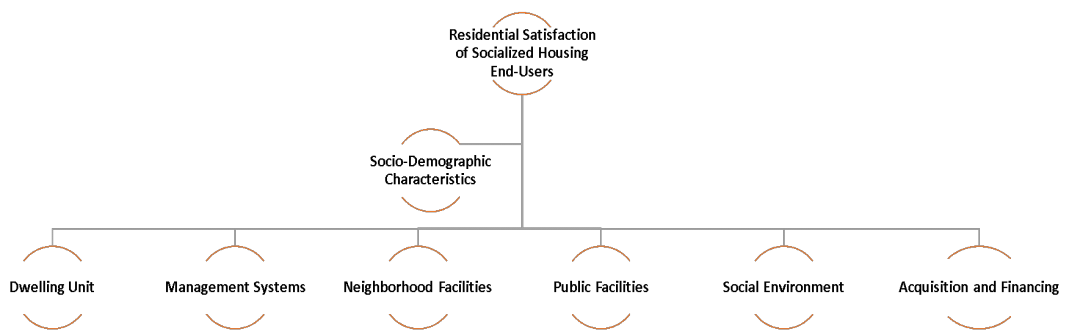 Residential Satisfaction
of Socialized Housing
End-Users
Socio-Demographic
Characteristics
Dwelling Unit
Management Systems
Neighborhood Facilities
Public Facilities
Social Environment
Acquisition and Financing